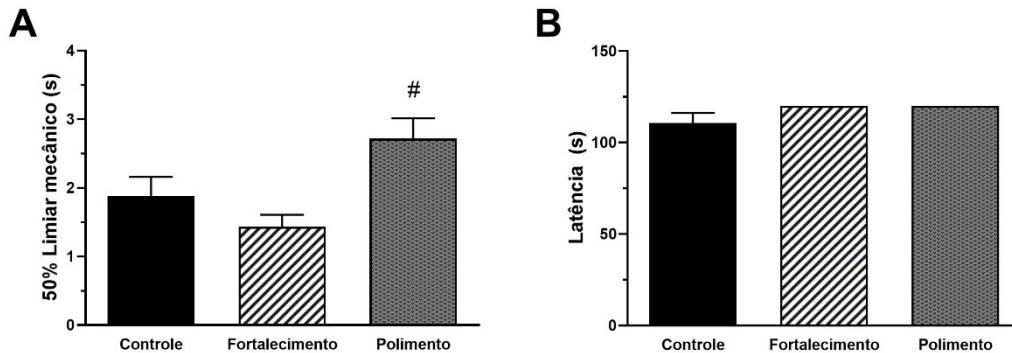 A
50% Limiar mecânico (s)
4
3
2
1
0
#
Controle
Fortalecimento
Polimento
B
Latência (s)
150
100
50
0
Controle
Fortalecimento
Polimento